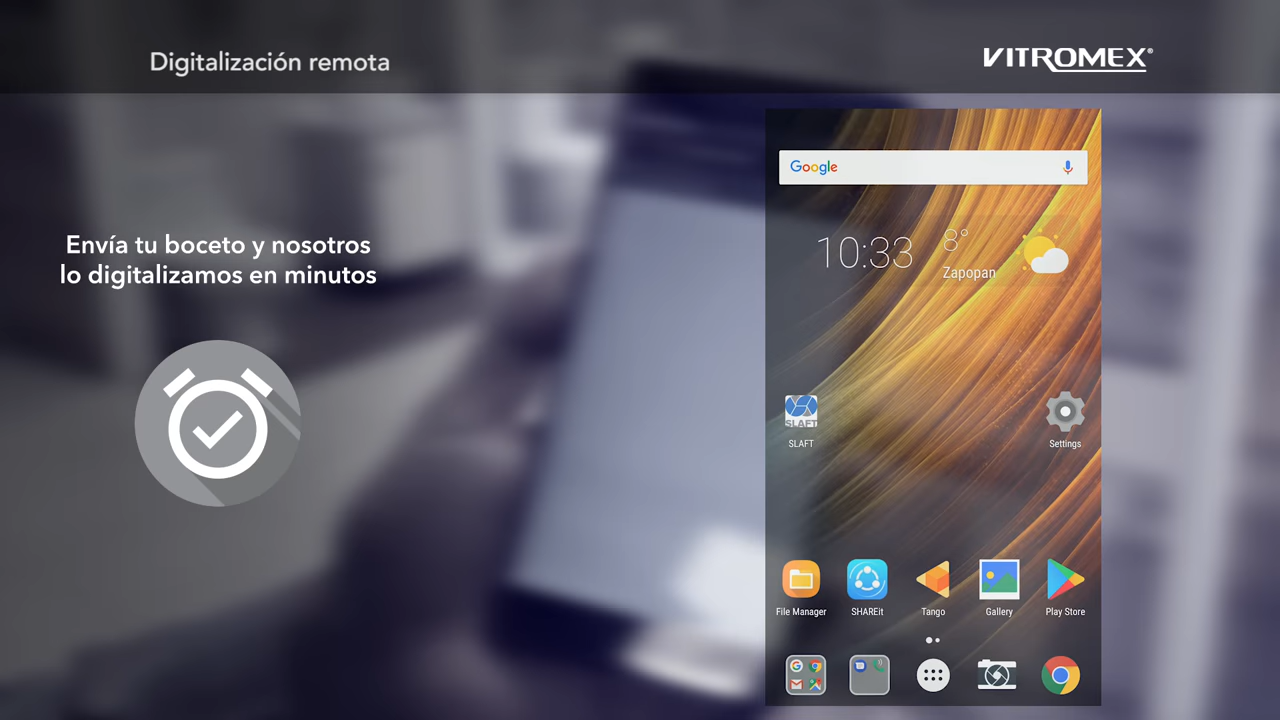 Digitalización remota
VITROMEX®
Envía tu boceto y nosotros
lo digitalizamos en minutos
Google
10:33
8°
Zapopan
SLAFT
SLAFT
Settings
File Manager
SHAREit
Tango
Gallery
Play Store